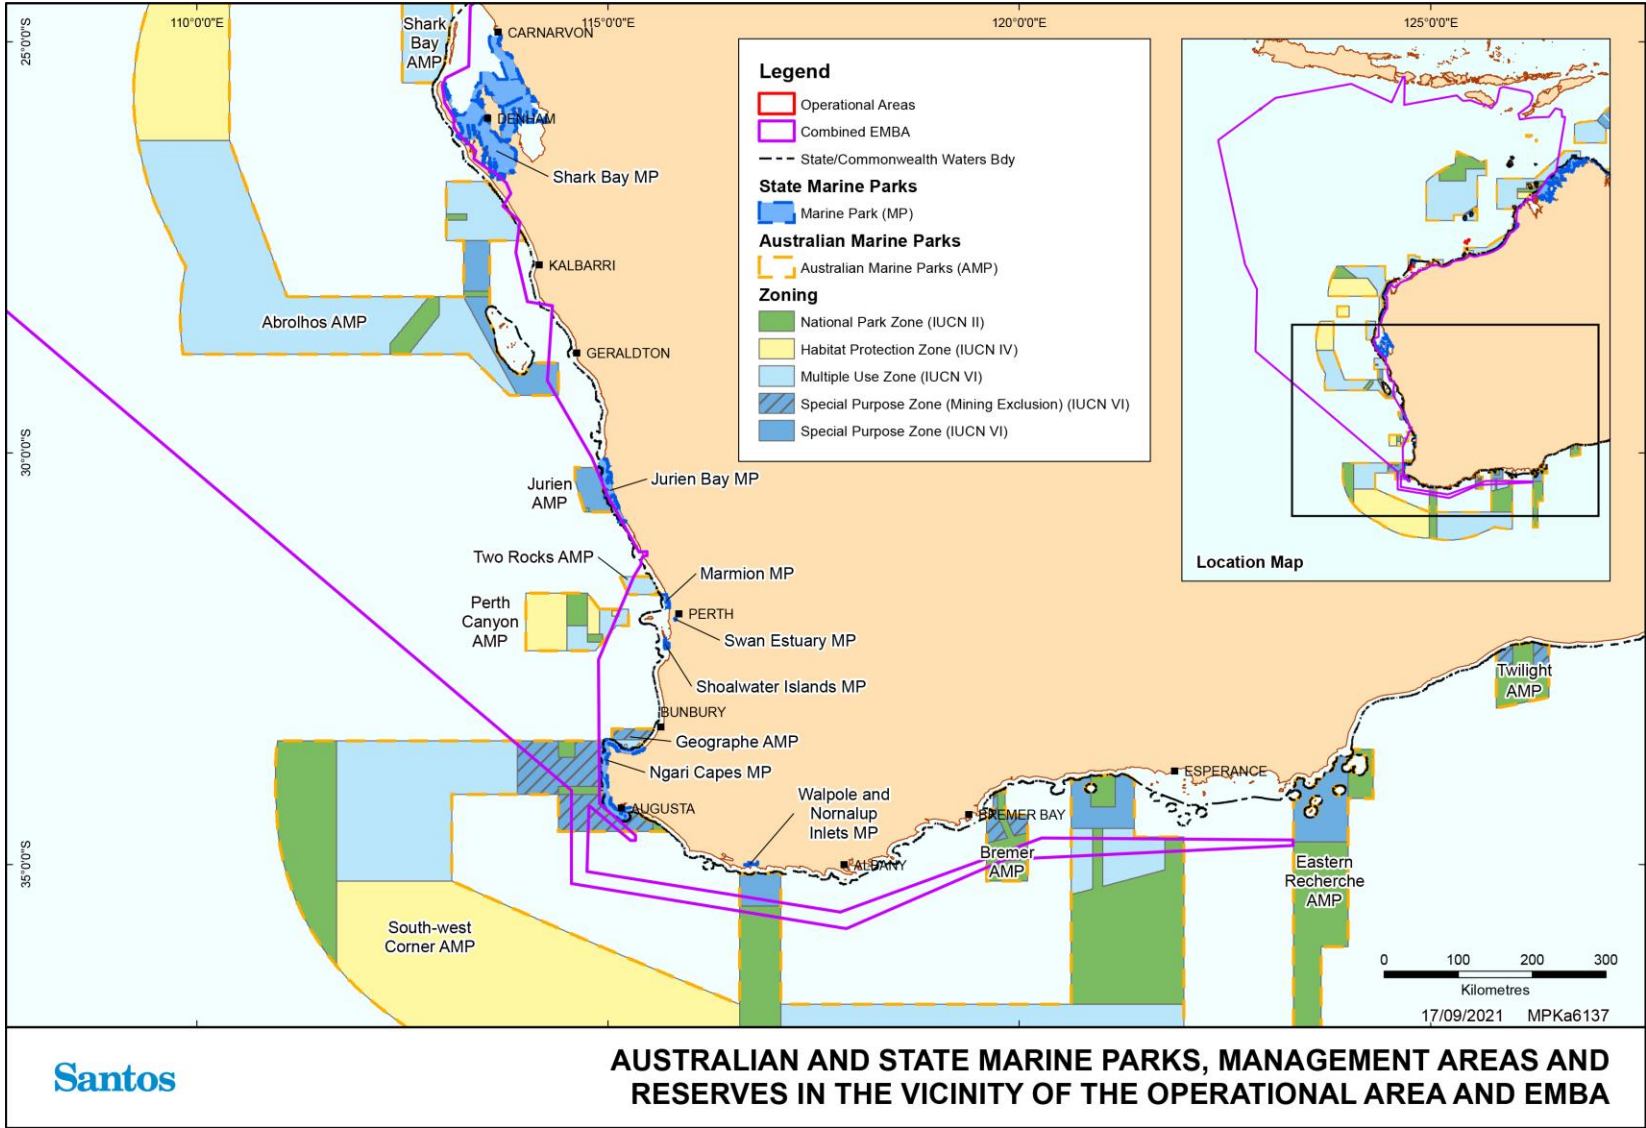 110°0'0"E
115°0'0"E
120°0'0"E
125°0'0"E
25°0'0"S
30°0'0"S
35°0'0"S
Shark
Bay
AMP
CARNARVON
DENHAM
Shark Bay MP
KALBARRI
Abrolhos AMP
GERALDTON
Jurien
AMP
Jurien Bay MP
Two Rocks AMP
Marmion MP
Perth
Canyon
AMP
PERTH
Swan Estuary MP
Shoalwater Islands MP
BUNBURY
Geographe AMP
Ngari Capes MP
AUGUSTA
Walpole and
Nornalup
Inlets MP
ALBANY
BREMER BAY
Bremer
AMP
ESPERANCE
Eastern
Recherche
AMP
Twilight
AMP
South-west
Corner AMP
Legend
Operational Areas
Combined EMBA
State/Commonwealth Waters Bdy
State Marine Parks
Marine Park (MP)
Australian Marine Parks
Australian Marine Parks (AMP)
Zoning
National Park Zone (IUCN II)
Habitat Protection Zone (IUCN IV)
Multiple Use Zone (IUCN VI)
Special Purpose Zone (Mining Exclusion) (IUCN VI)
Special Purpose Zone (IUCN VI)
Location Map
0 100 200 300
Kilometres
17/09/2021 MPKa6137
Santos
AUSTRALIAN AND STATE MARINE PARKS, MANAGEMENT AREAS AND
RESERVES IN THE VICINITY OF THE OPERATIONAL AREA AND EMBA